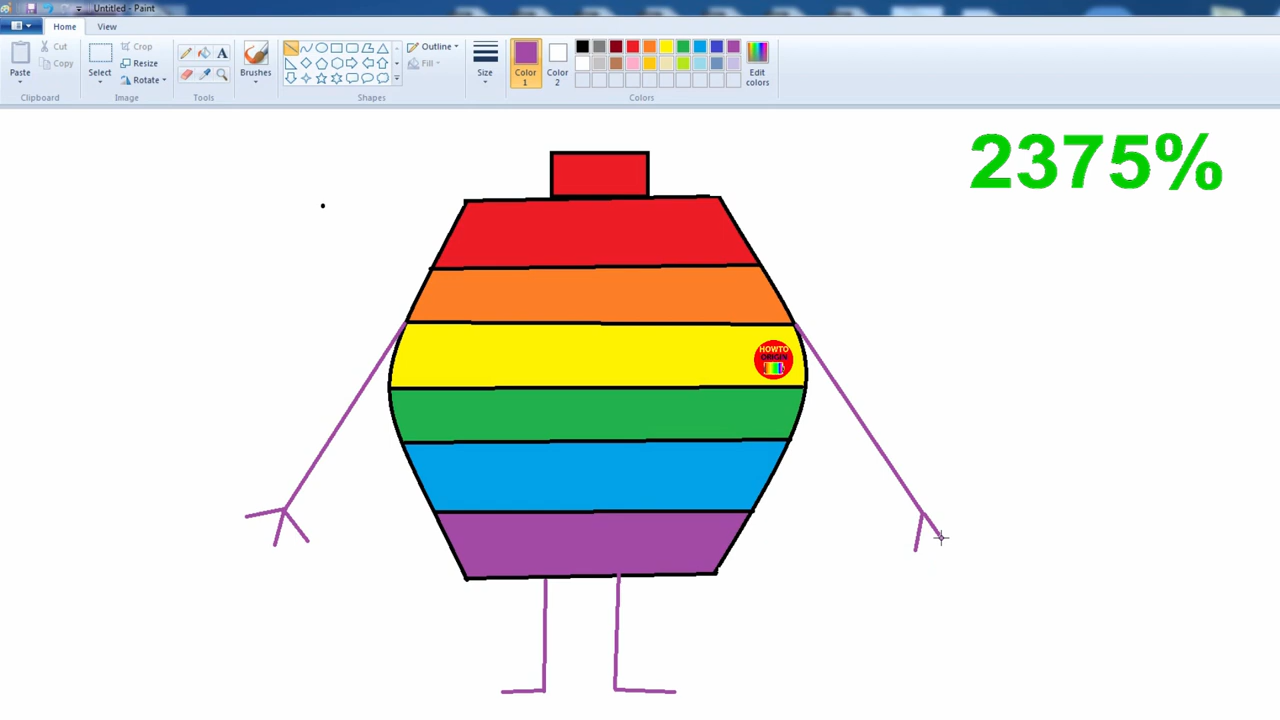 Untitled - Paint
Home
View
Paste
Cut
Copy
Clipboard
Select
Crop
Resize
Rotate
Image
A
Tools
Brushes
Shapes
Outline
Fill
Size
Color
1
Color
2
Edit
colors
Colors
2375%
HOWTO
ORIGIN